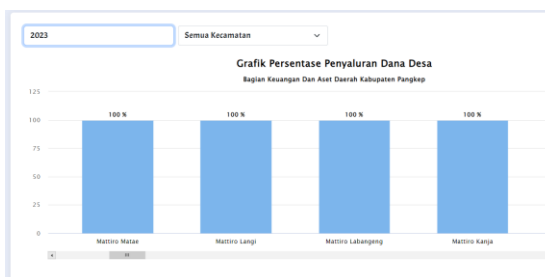 2023
Semua Kecamatan
Grafik Persentase Penyaluran Dana Desa
Bagian Keuangan Dan Aset Daerah Kabupaten Pangkep
125
100
75
50
25
0
100 % 100 % 100 % 100 %
Mattiro Matae Mattiro Langi Mattiro Labangeng Mattiro Kanja